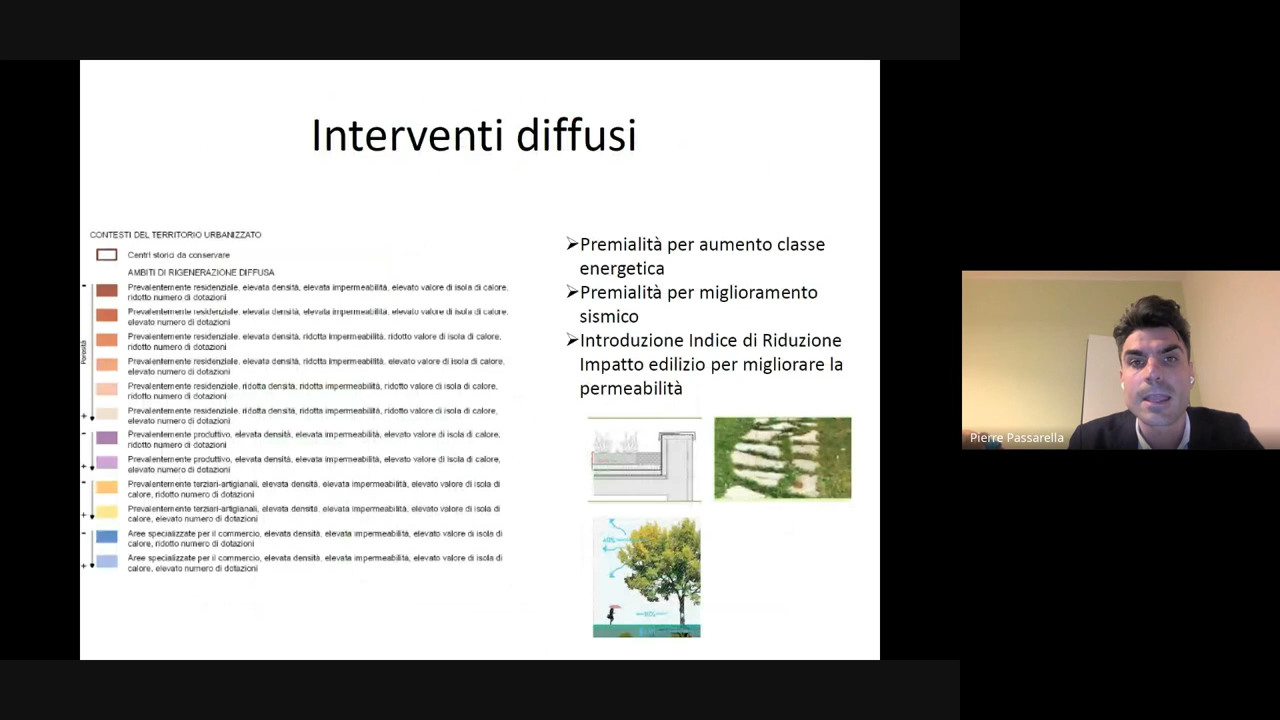 Interventi diffusi
CONTESTI DEL TERRITORIO URBANIZZATO
Centri storici da conservare
AMBITI DI RIGENERAZIONE DIFFUSA
Prevalentemente residenziale, elevata densità, elevata impermeabilità, elevato valore di isola di calore,
ridotto numero di dotazioni
Prevalentemente residenziale, elevata densità, elevata impermeabilità, elevato valore di isola di calore,
elevato numero di dotazioni
Prevalentemente residenziale, elevata densità, ridotta impermeabilità, ridotto valore di isola di calore,
ridotto numero di dotazioni
Prevalentemente residenziale, elevata densità, ridotta impermeabilità, elevato valore di isola di calore,
elevato numero di dotazioni
Prevalentemente residenziale, ridotta densità, ridotta impermeabilità, ridotto valore di isola di calore,
ridotto numero di dotazioni
Prevalentemente residenziale, ridotta densità, ridotta impermeabilità, ridotto valore di isola di calore,
elevato numero di dotazioni
Prevalentemente produttivo, elevata densità, elevata impermeabilità, elevato valore di isola di calore,
ridotto numero di dotazioni
Prevalentemente produttivo, elevata densità, elevata impermeabilità, elevato valore di isola di calore,
elevato numero di dotazioni
Prevalentemente terziari-artigianali, elevata densità, elevata impermeabilità, elevato valore di isola di
calore, ridotto numero di dotazioni
Prevalentemente terziari-artigianali, elevata densità, elevata impermeabilità, elevato valore di isola di
calore, elevato numero di dotazioni
Aree specializzate per il commercio, elevata densità, elevata impermeabilità, elevato valore di isola di
calore, ridotto numero di dotazioni
Aree specializzate per il commercio, elevata densità, elevata impermeabilità, elevato valore di isola di
calore, elevato numero di dotazioni
Porosità
➢Premialità per aumento classe
energetica
➢Premialità per miglioramento
sismico
➢Introduzione Indice di Riduzione
Impatto edilizio per migliorare la
permeabilità
Pierre Passarella